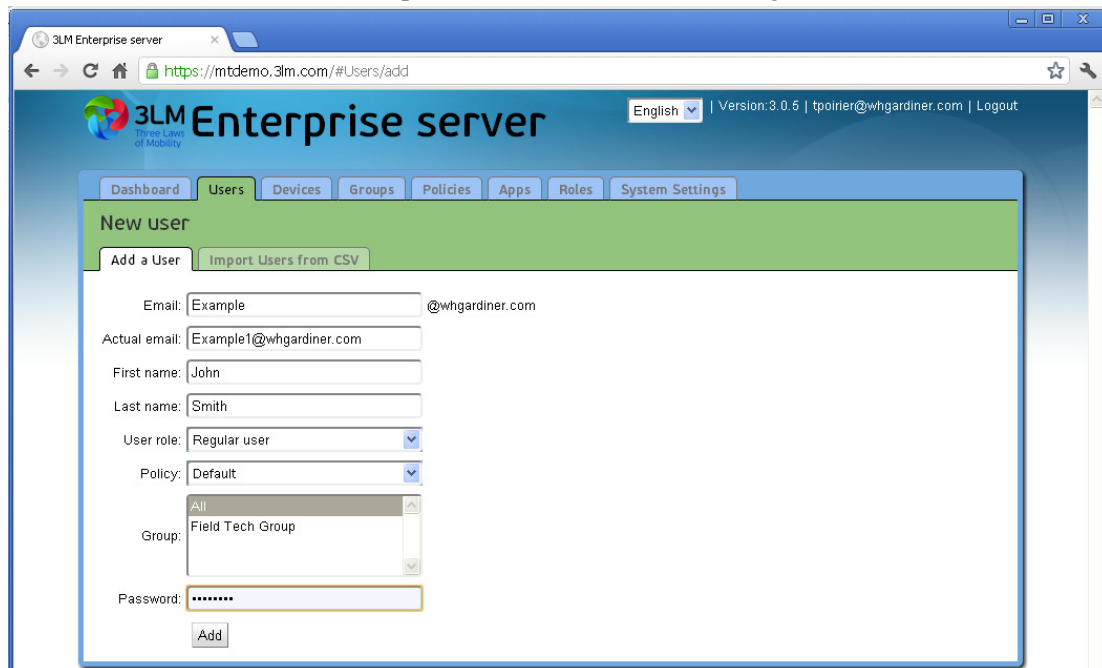 3LM Enterprise server
https://mtdemo.3lm.com/#Users/add
3LM
Three Laws
of Mobility
Enterprise server
English | Version:3.0.5 | tpoirier@whgardiner.com | Logout
Dashboard Users Devices Groups Policies Apps Roles System Settings
New user
Add a User Import Users from CSV
Email: Example @whgardiner.com
Actual email: Example1@whgardiner.com
First name: John
Last name: Smith
User role: Regular user
Policy: Default
Group: All
Field Tech Group
Password: ••••••••
Add